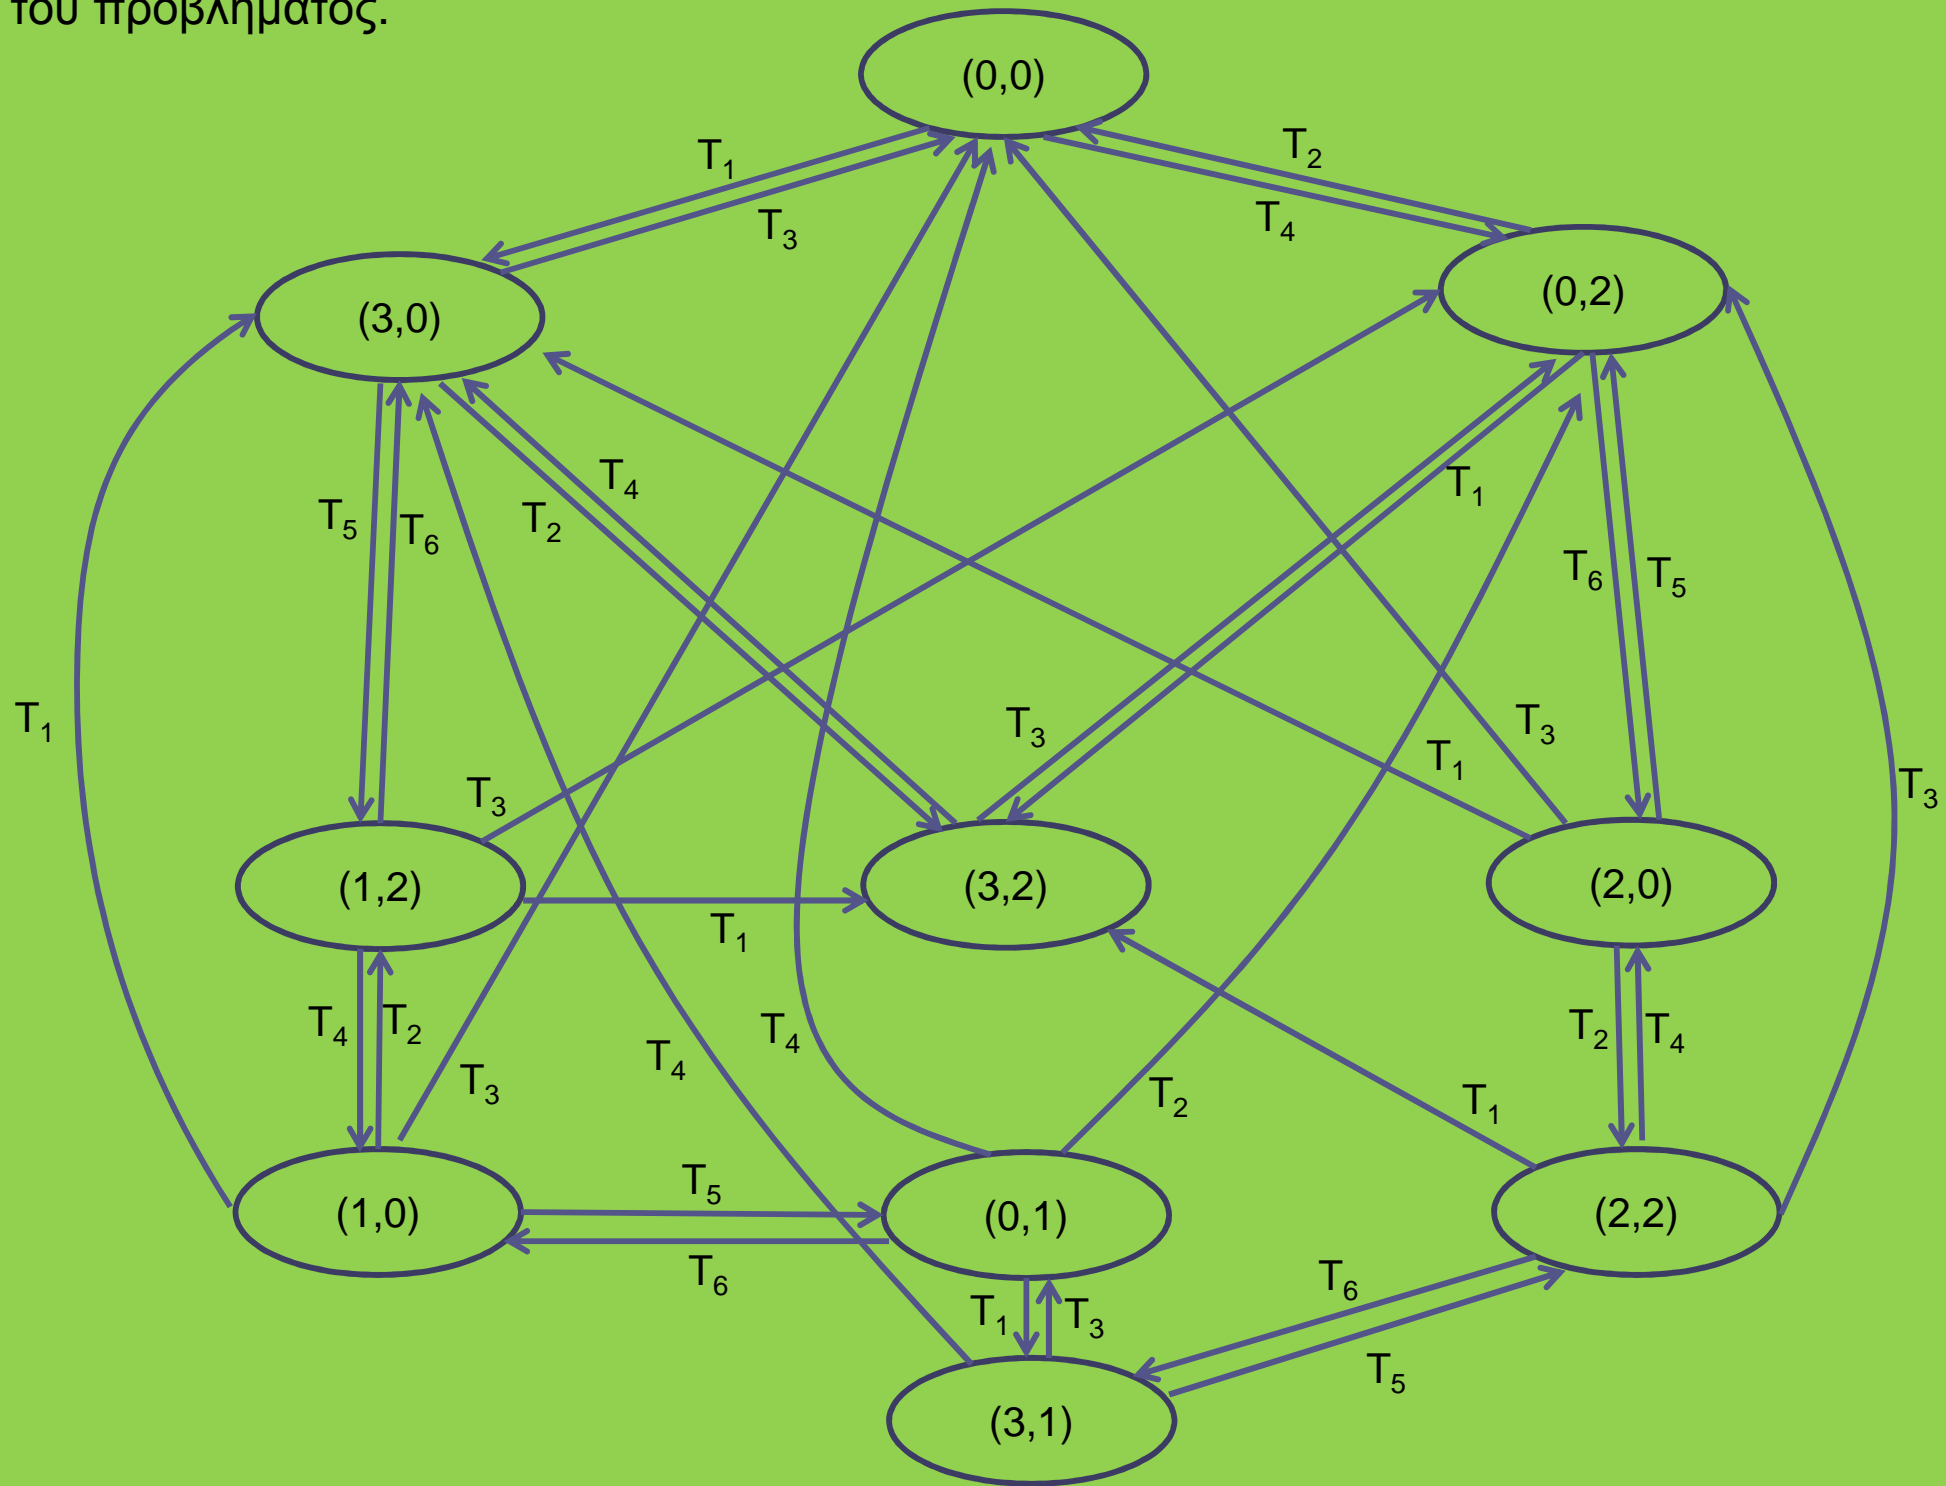 του προβλήματος.
(0,0)
T1
T2
T3
T4
(3,0)
(0,2)
T4
T1
T5
T6
T2
T6
T5
T1
T3
T3
T1
T3
T3
(1,2)
(3,2)
(2,0)
T1
T4
T2
T4
T4
T2
T4
T3
T2
T1
(1,0)
T5
(0,1)
(2,2)
T6
T6
T1
T3
T5
(3,1)